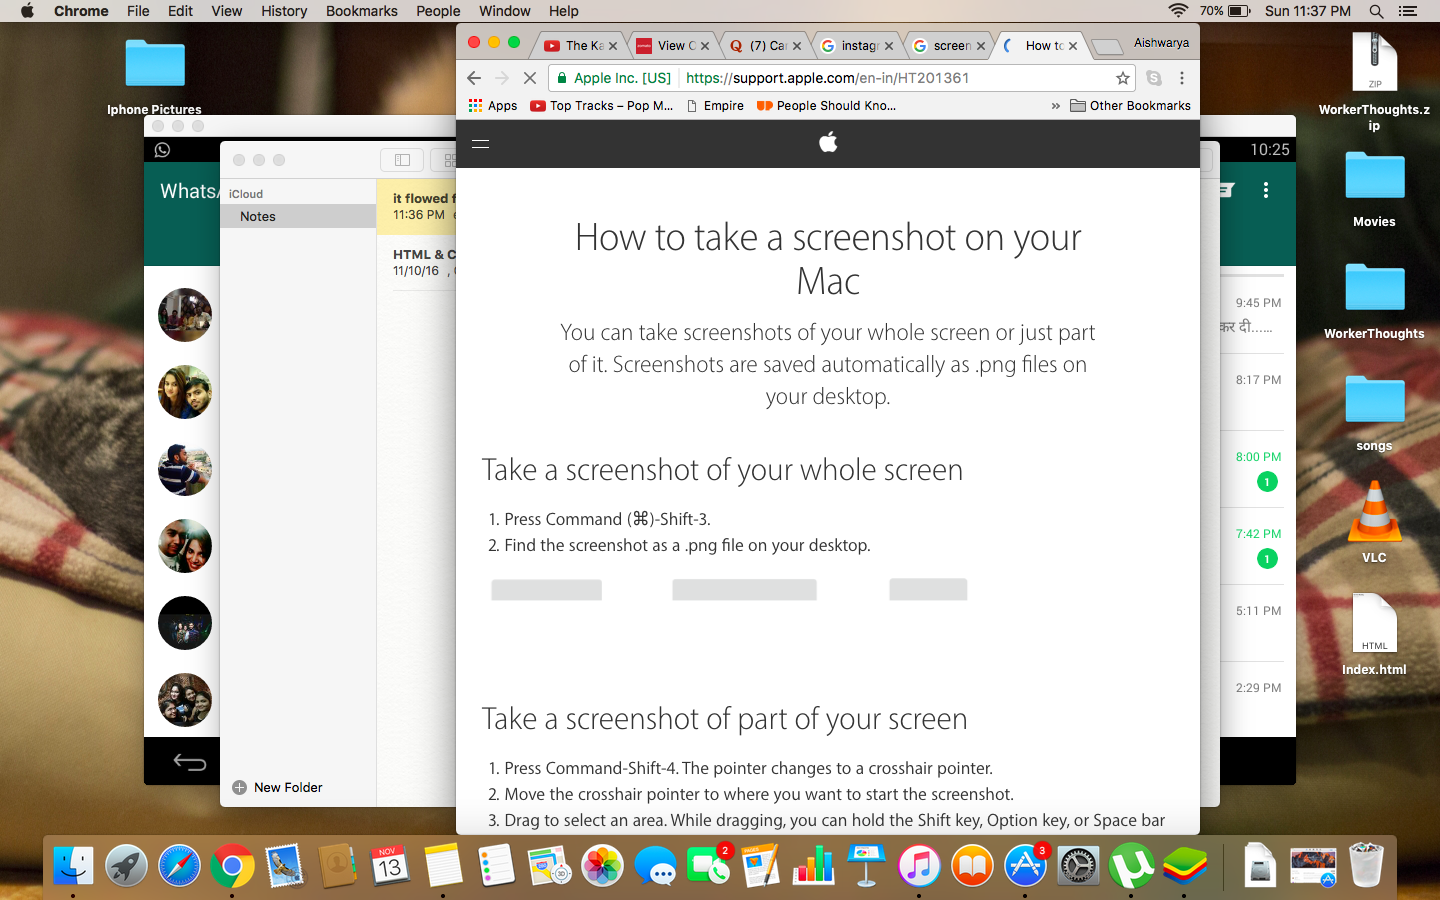 Chrome File Edit View History Bookmarks People Window Help 70% Sun 11:37 PM
Iphone Pictures
The Ka View C (7) Ca instagr screen How to Aishwarya
Apple Inc. [US] https://support.apple.com/en-in/HT201361
Apps Top Tracks – Pop M... Empire People Should Kno... » Other Bookmarks
ZIP
WorkerThoughts.z
ip
10:25
Whats
iCloud
Notes
it flowed f
11:36 PM
HTML & C
11/10/16 ,
New Folder
How to take a screenshot on your
Mac
You can take screenshots of your whole screen or just part
of it. Screenshots are saved automatically as .png files on
your desktop.
Take a screenshot of your whole screen
1. Press Command (⌘)-Shift-3.
2. Find the screenshot as a .png file on your desktop.
Take a screenshot of part of your screen
1. Press Command-Shift-4. The pointer changes to a crosshair pointer.
2. Move the crosshair pointer to where you want to start the screenshot.
3. Drag to select an area. While dragging, you can hold the Shift key, Option key, or Space bar
9:45 PM
कर दी......
8:17 PM
8:00 PM
1
7:42 PM
1
5:11 PM
2:29 PM
Movies
WorkerThoughts
songs
VLC
HTML
Index.html
NOV
13
3D
2
PAGES
3